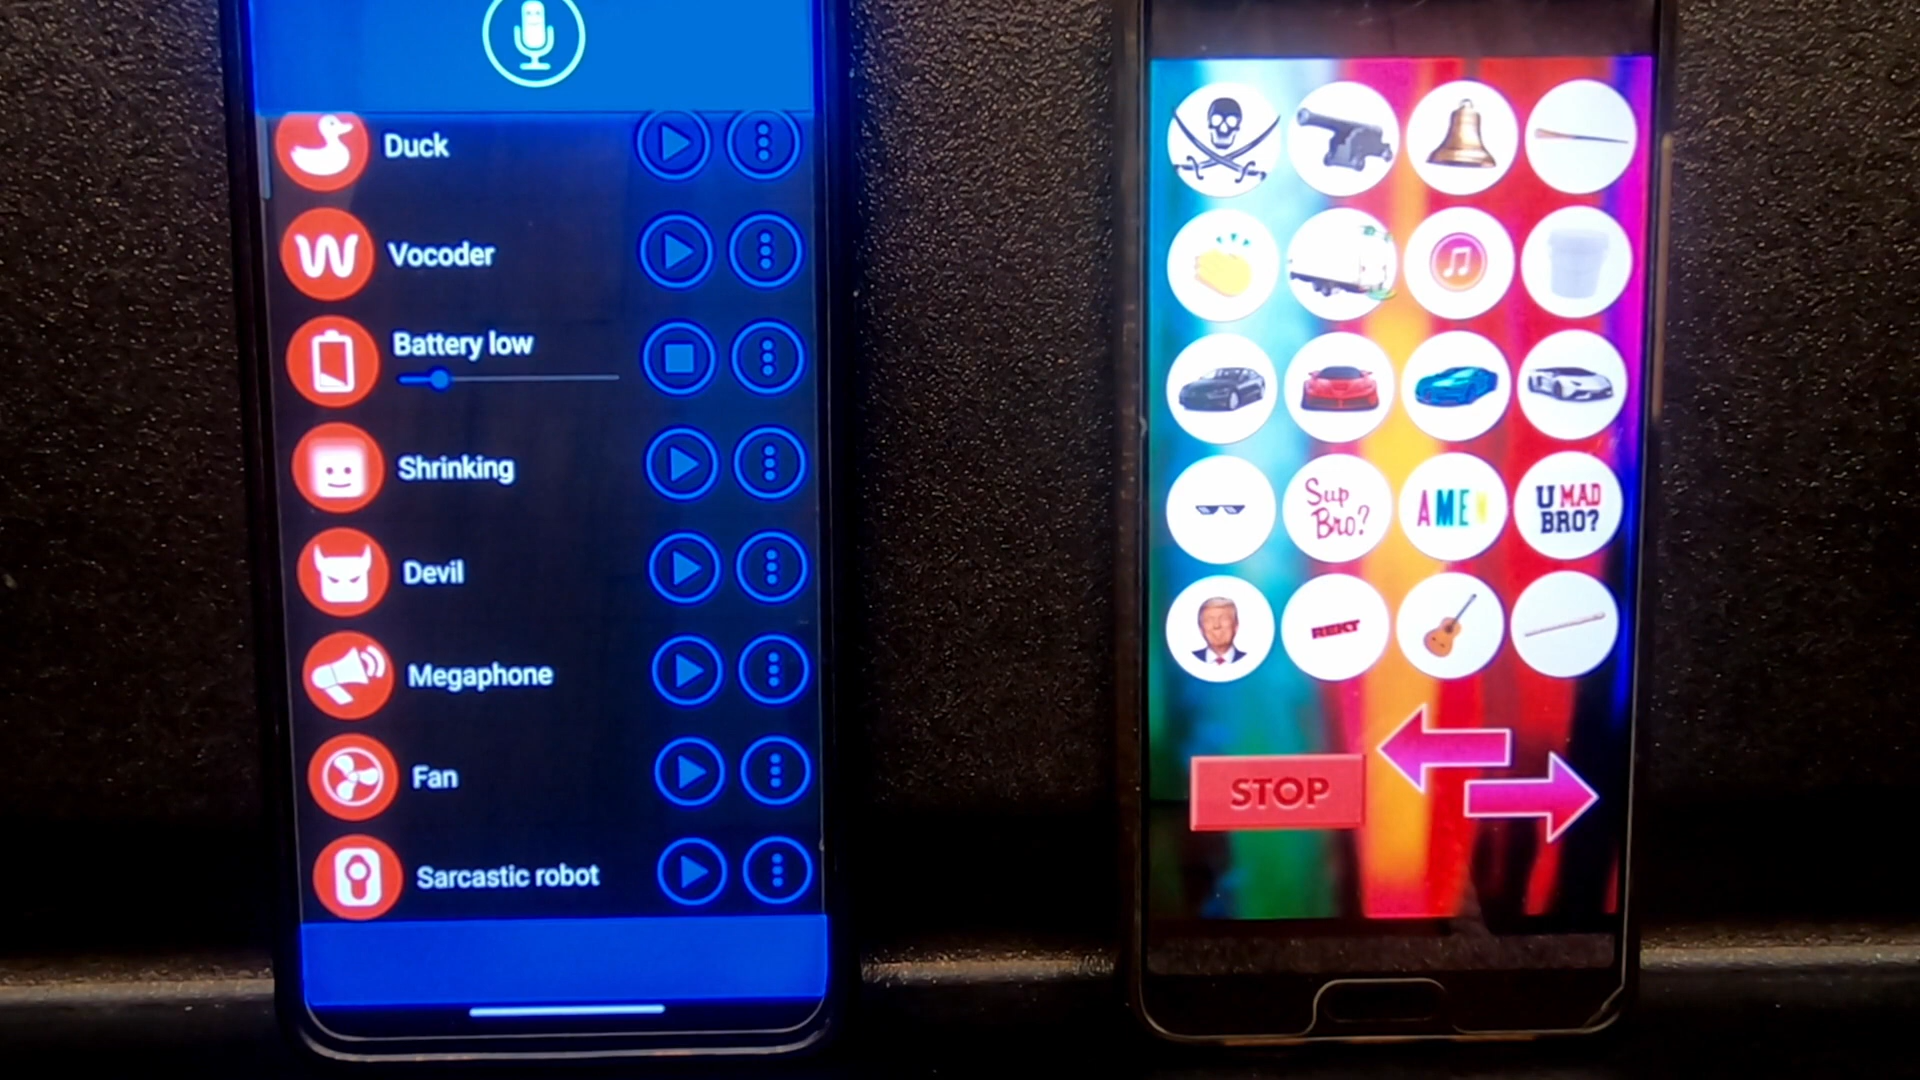 Duck
Vocoder
Battery low
Shrinking
Devil
Megaphone
Fan
Sarcastic robot
Sup
Bro?
AMEN
U MAD
BRO?
REKT
STOP